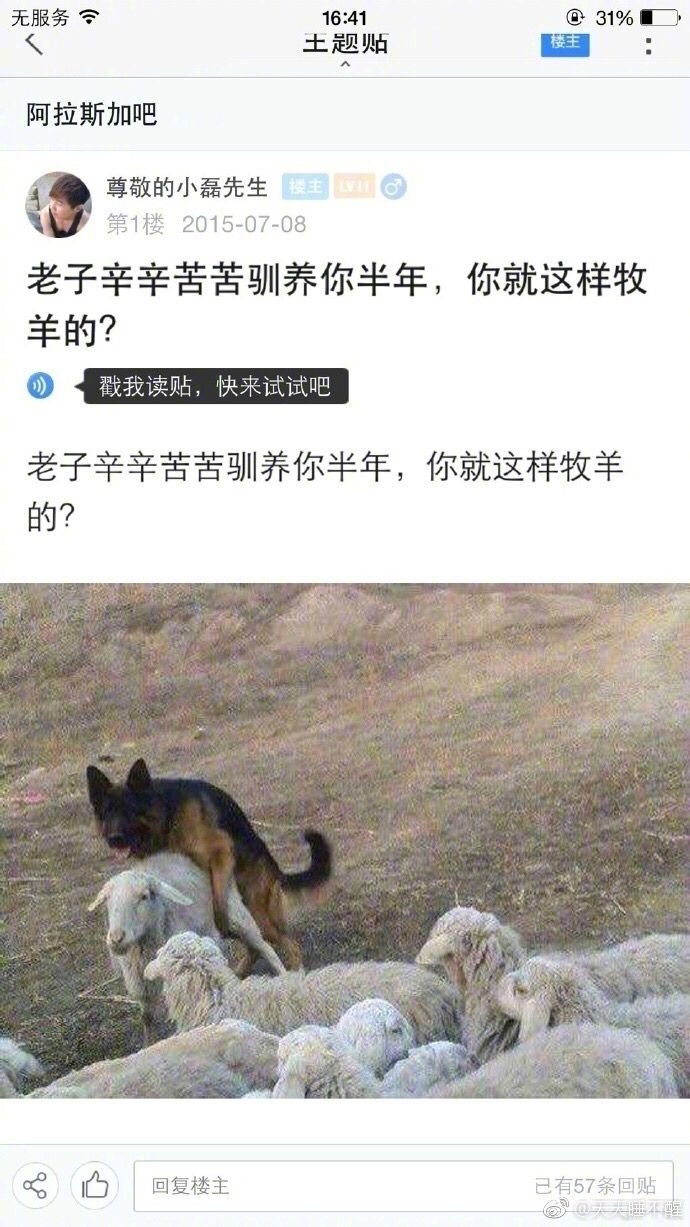 无服务 16:41 31%
主题贴 楼主
阿拉斯加吧
尊敬的小磊先生 楼主 LV11
第1楼 2015-07-08
老子辛辛苦苦驯养你半年，你就这样牧
羊的？
戳我读贴，快来试试吧
老子辛辛苦苦驯养你半年，你就这样牧羊
的？
回复楼主 已有57条回贴
@天天睡不醒